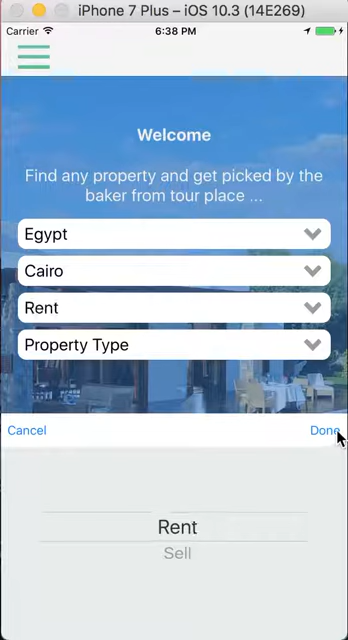 iPhone 7 Plus – iOS 10.3 (14E269)
Carrier 6:38 PM
Welcome
Find any property and get picked by the
baker from tour place ...
Egypt
Cairo
Rent
Property Type
Cancel Done
Rent
Sell